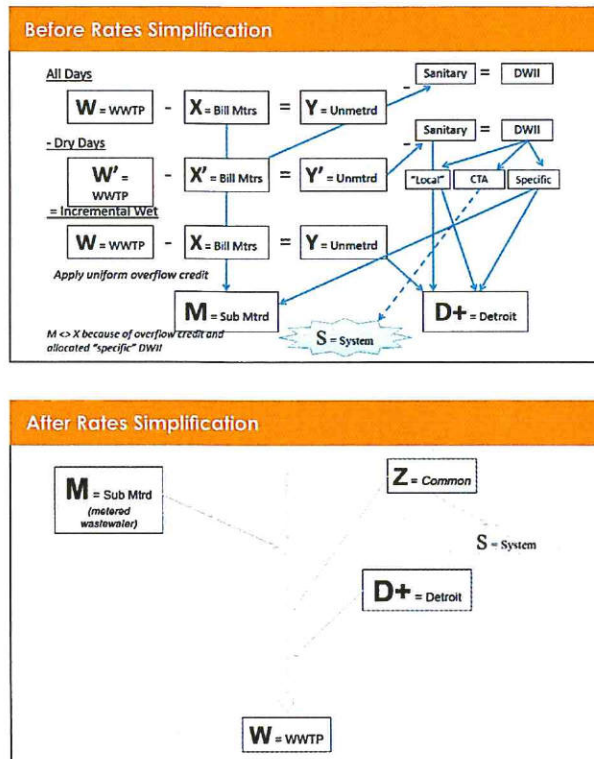 Before Rates Simplification
All Days
Sanitary = DWII
-
W = WWTP - X = Bill Mtrs = Y = Unmetrd
- Dry Days
Sanitary = DWII
-
W' = WWTP - X' = Bill Mtrs = Y' = Unmtrd
"Local" CTA Specific
= Incremental Wet
W = WWTP - X = Bill Mtrs = Y = Unmetrd
Apply uniform overflow credit
M = Sub Mtrd
D+ = Detroit
S = System
M <> X because of overflow credit and
allocated "specific" DWII
After Rates Simplification
M = Sub Mtrd
(metered
wastewater)
Z = Common
S = System
D+ = Detroit
W = WWTP